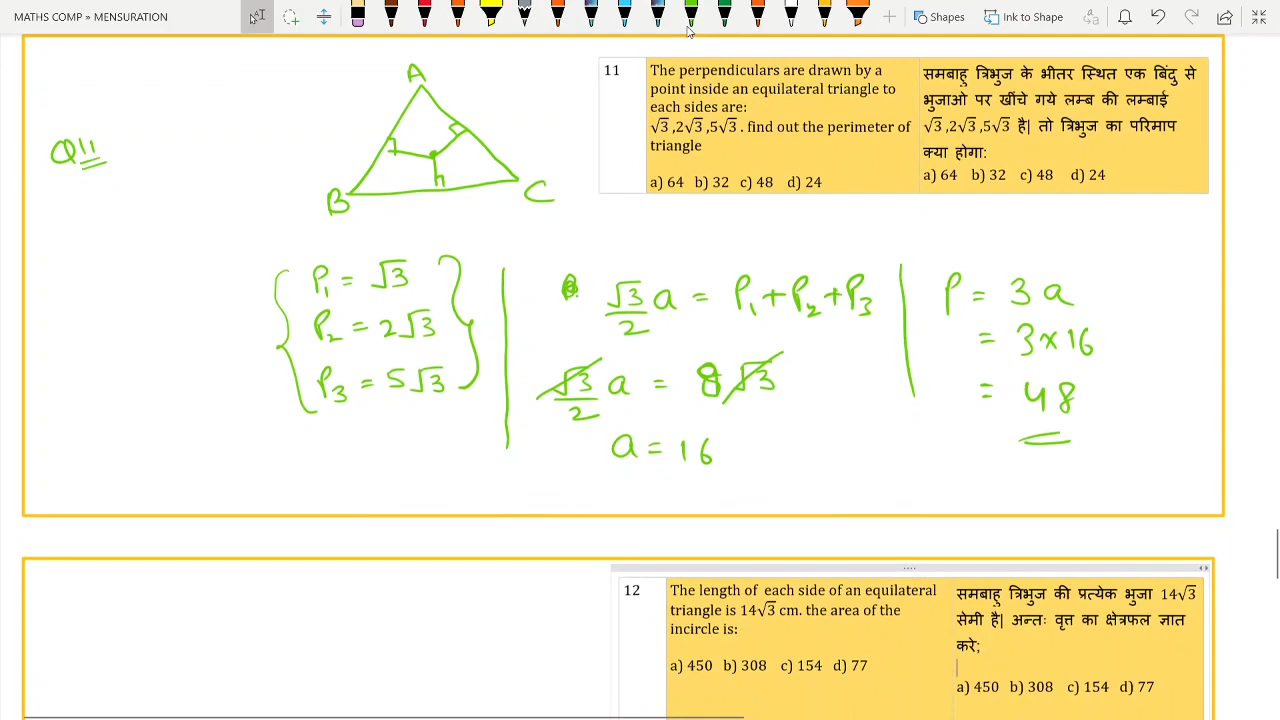 MATHS COMP » MENSURATION
Shapes
Ink to Shape
Q11
A
B
C
11
The perpendiculars are drawn by a
point inside an equilateral triangle to
each sides are:
√3 ,2√3 ,5√3 . find out the perimeter of
triangle
a) 64 b) 32 c) 48 d) 24
समबाहु त्रिभुज के भीतर स्थित एक बिंदु से
भुजाओ पर खींचे गये लम्ब की लम्बाई
√3 ,2√3 ,5√3 है| तो त्रिभुज का परिमाप
क्या होगा:
a) 64 b) 32 c) 48 d) 24
P₁ = √3
P₂ = 2√3
P₃ = 5√3
√3/2 a = P₁+P₂+P₃
√3/2 a = 8√3
a = 16
P = 3a
= 3×16
= 48
12
The length of each side of an equilateral
triangle is 14√3 cm. the area of the
incircle is:
a) 450 b) 308 c) 154 d) 77
समबाहु त्रिभुज की प्रत्येक भुजा 14√3
सेमी है| अन्तः वृत्त का क्षेत्रफल ज्ञात
करे;
a) 450 b) 308 c) 154 d) 77